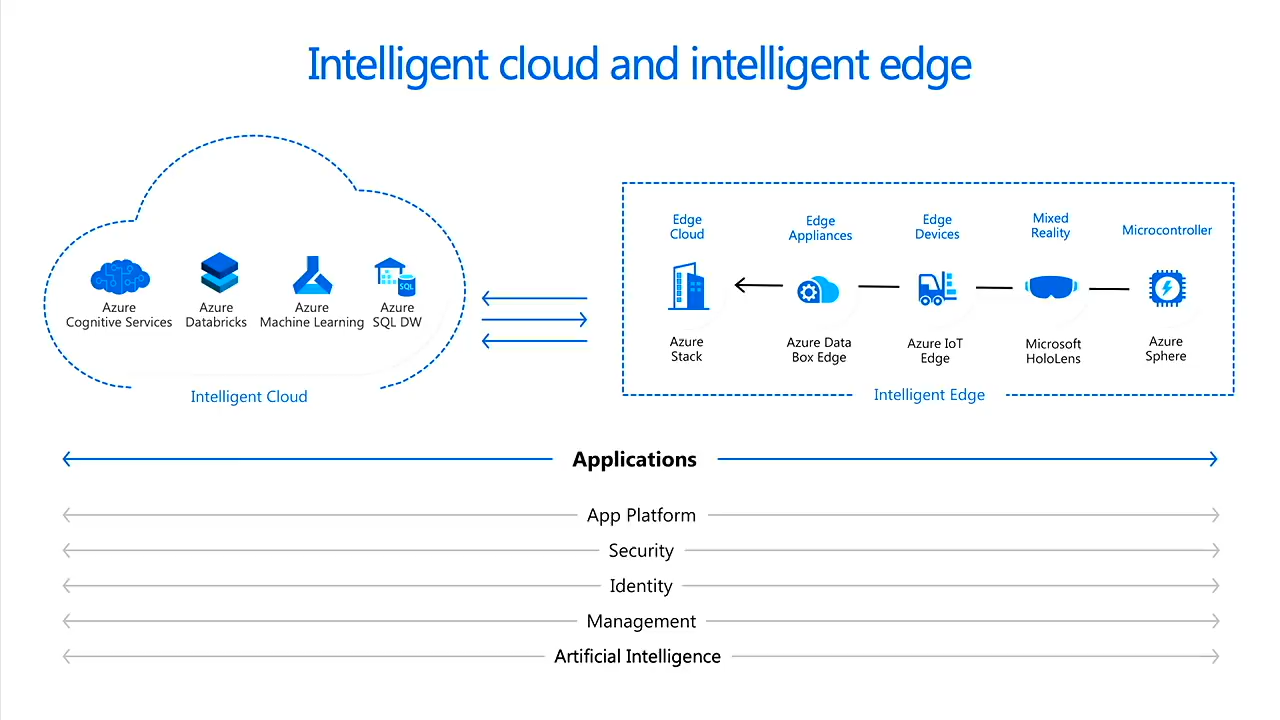 Intelligent cloud and intelligent edge
Azure
Cognitive Services
Azure
Databricks
Azure
Machine Learning
SQL
Azure
SQL DW
Intelligent Cloud
Edge
Cloud
Azure
Stack
Edge
Appliances
Azure Data
Box Edge
Edge
Devices
Azure IoT
Edge
Mixed
Reality
Microsoft
HoloLens
Microcontroller
Azure
Sphere
Intelligent Edge
Applications
App Platform
Security
Identity
Management
Artificial Intelligence